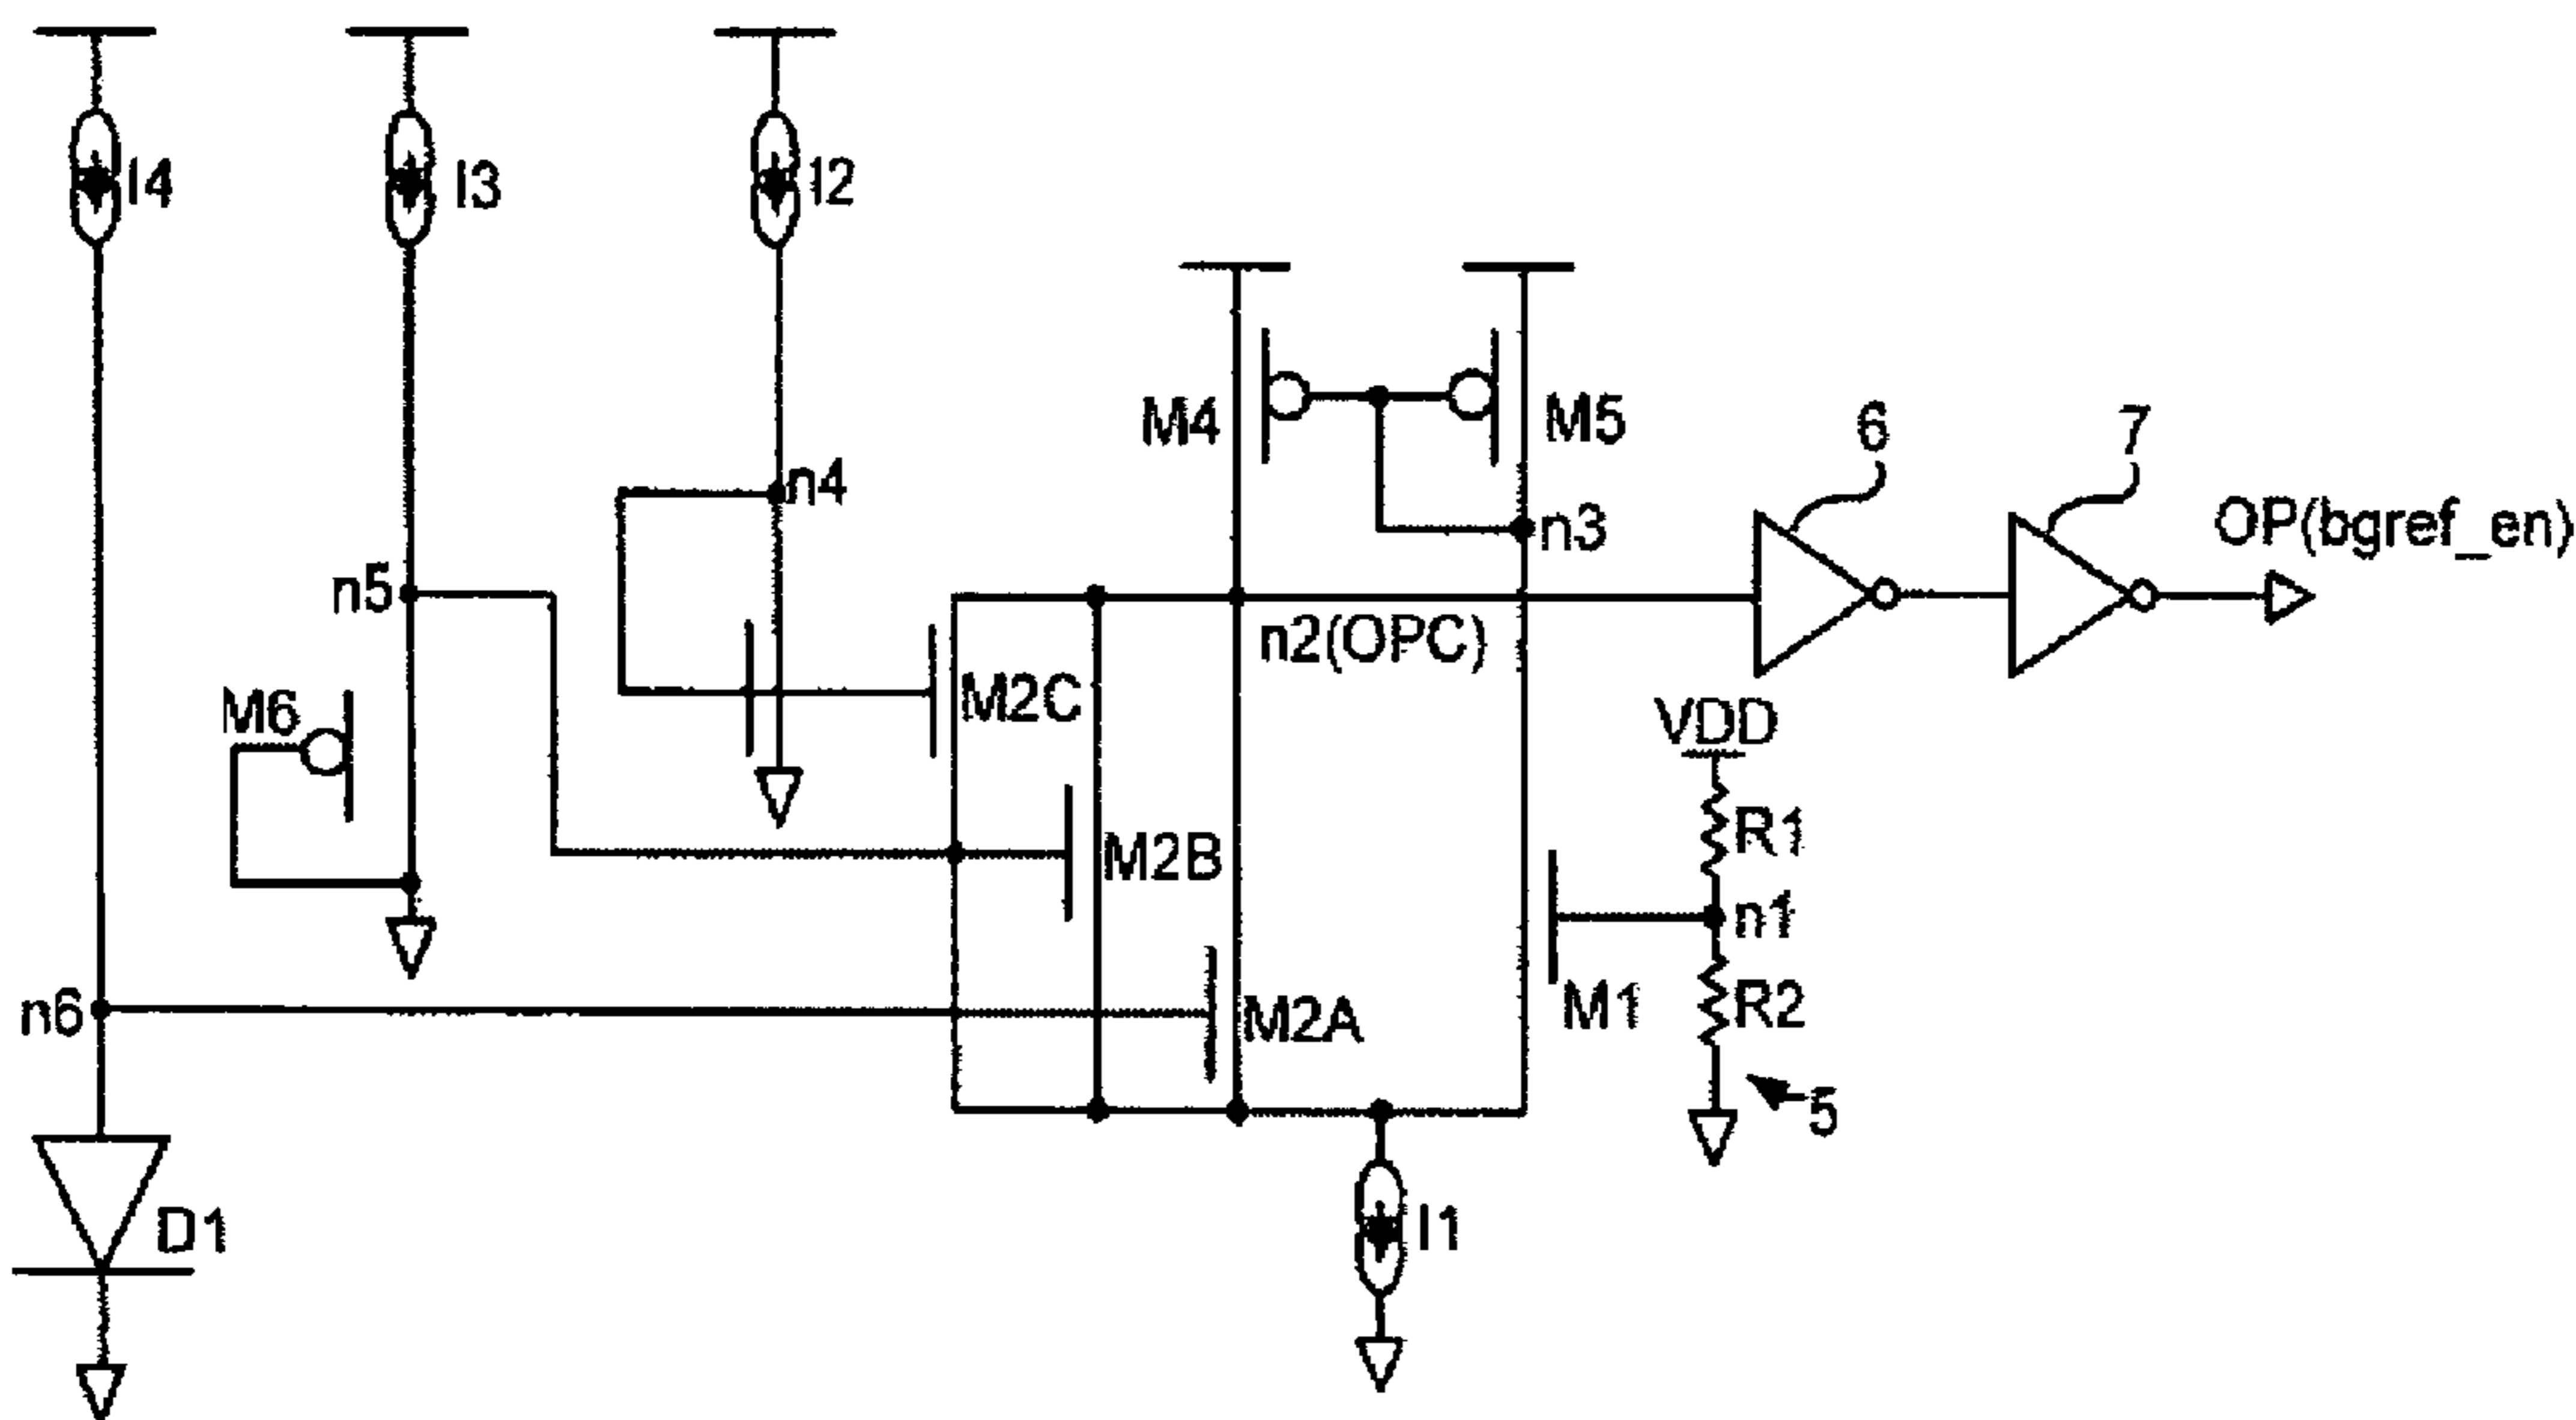 I4
I3
I2
n4
M4
M5
6
7
n3
OP(bgref_en)
n5
n2(OPC)
M6
M2C
VDD
R1
M2B
n1
n6
M2A
M1
R2
5
D1
I1